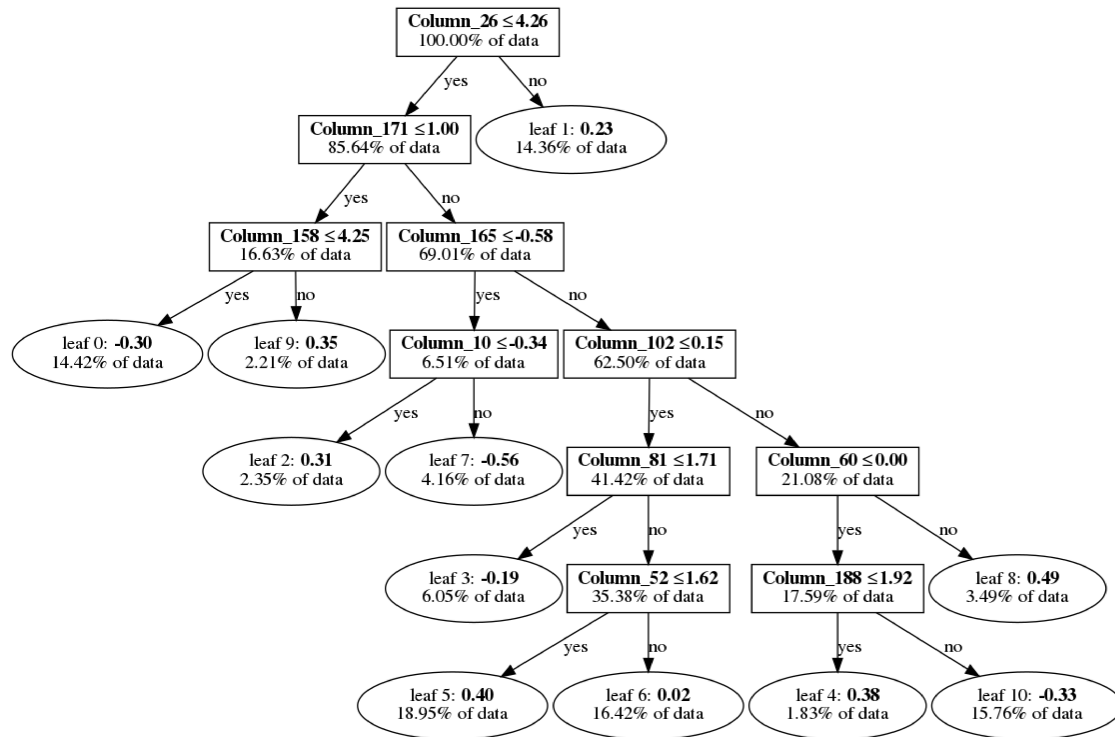 Column_26 ≤4.26
100.00% of data
yes
no
Column_171 ≤1.00
85.64% of data
leaf 1: 0.23
14.36% of data
yes
no
Column_158 ≤4.25
16.63% of data
Column_165 ≤-0.58
69.01% of data
yes
no
yes
no
leaf 0: -0.30
14.42% of data
leaf 9: 0.35
2.21% of data
Column_10 ≤-0.34
6.51% of data
Column_102 ≤0.15
62.50% of data
yes
no
yes
no
leaf 2: 0.31
2.35% of data
leaf 7: -0.56
4.16% of data
Column_81 ≤1.71
41.42% of data
Column_60 ≤0.00
21.08% of data
yes
no
yes
no
leaf 3: -0.19
6.05% of data
Column_52 ≤1.62
35.38% of data
Column_188 ≤1.92
17.59% of data
leaf 8: 0.49
3.49% of data
yes
no
yes
no
leaf 5: 0.40
18.95% of data
leaf 6: 0.02
16.42% of data
leaf 4: 0.38
1.83% of data
leaf 10: -0.33
15.76% of data